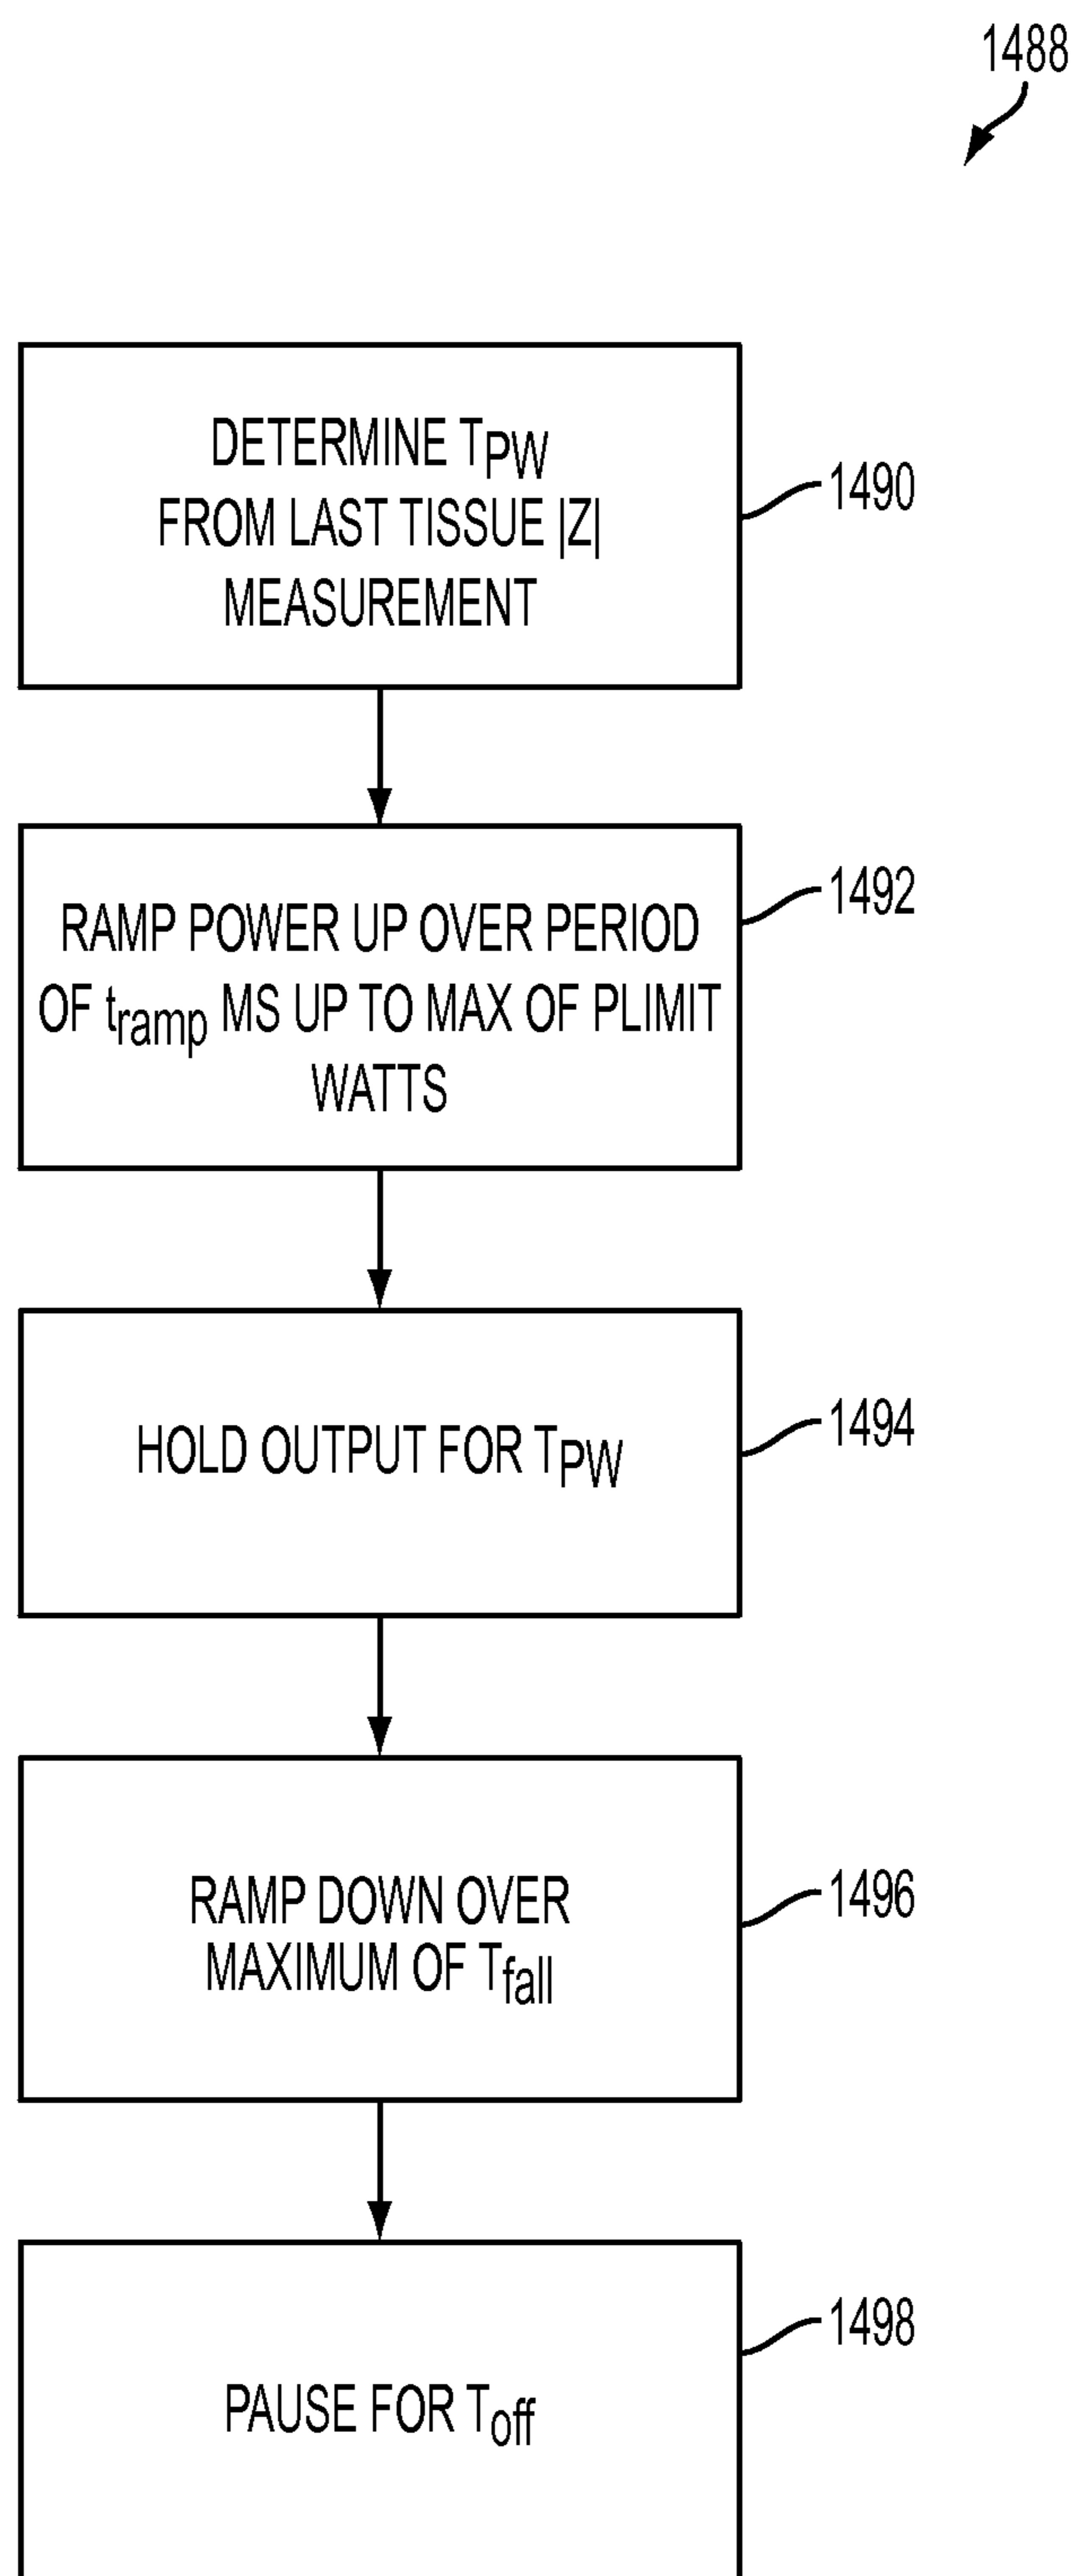 1488
DETERMINE TPW
FROM LAST TISSUE |Z|
MEASUREMENT
1490
RAMP POWER UP OVER PERIOD
OF tramp MS UP TO MAX OF PLIMIT
WATTS
1492
HOLD OUTPUT FOR TPW
1494
RAMP DOWN OVER
MAXIMUM OF Tfall
1496
PAUSE FOR Toff
1498